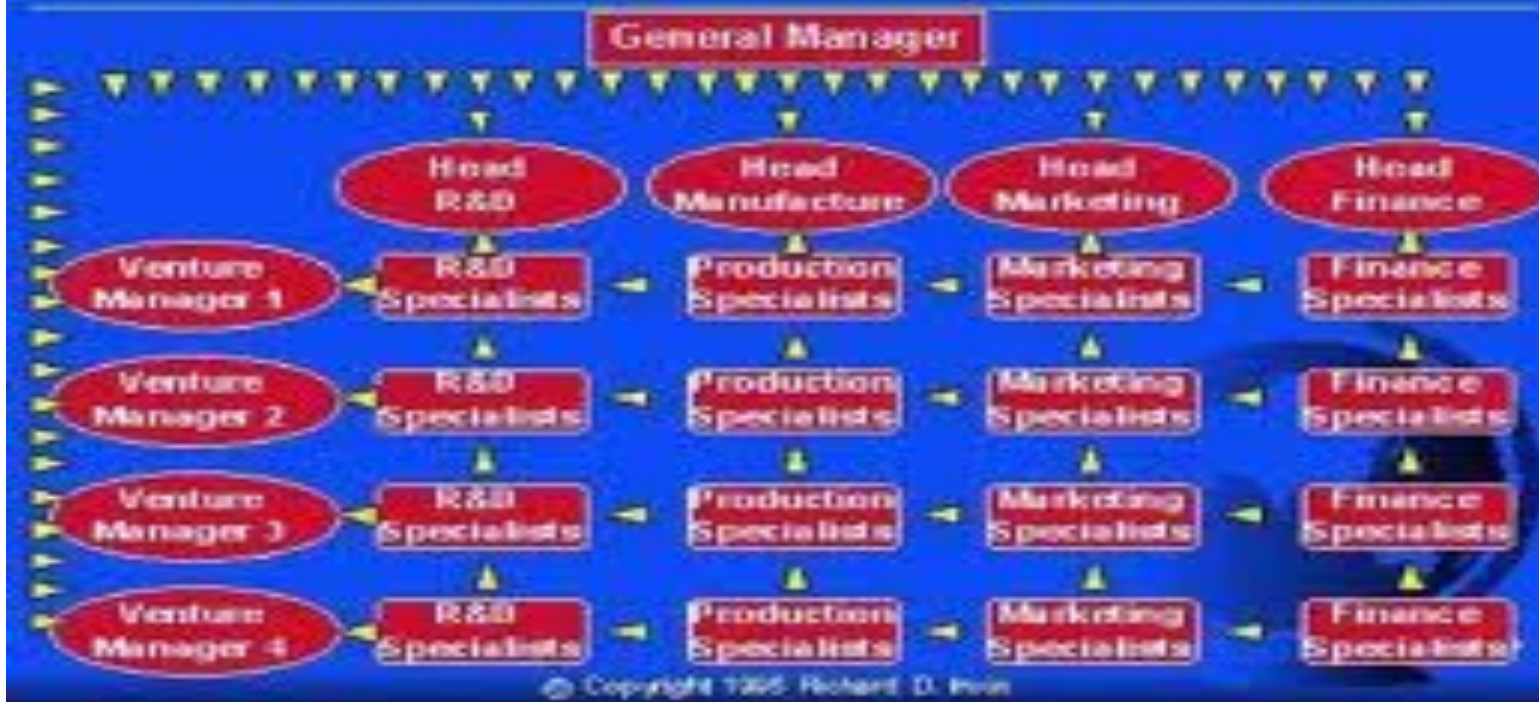 General Manager
Head
R&D
Head
Manufacture
Head
Marketing
Head
Finance
Venture
Manager 1
R&D
Specialists
Production
Specialists
Marketing
Specialists
Finance
Specialists
Venture
Manager 2
R&D
Specialists
Production
Specialists
Marketing
Specialists
Finance
Specialists
Venture
Manager 3
R&D
Specialists
Production
Specialists
Marketing
Specialists
Finance
Specialists
Venture
Manager 4
R&D
Specialists
Production
Specialists
Marketing
Specialists
Finance
Specialists
© Copyright Richard D. Irwin